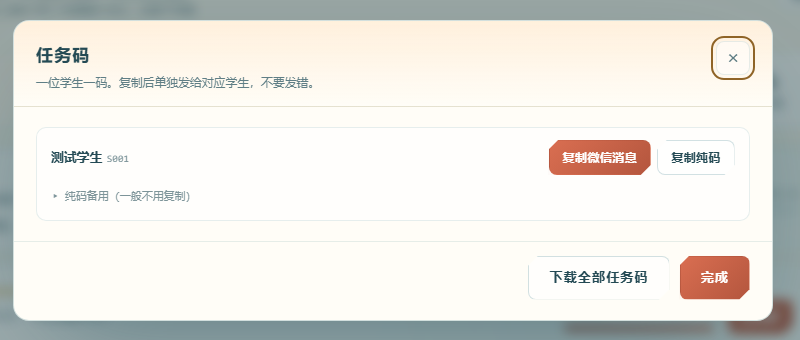 任务码
一位学生一码。复制后单独发给对应学生，不要发错。
×
测试学生 S001
复制微信消息
复制纯码
▸ 纯码备用（一般不用复制）
下载全部任务码
完成